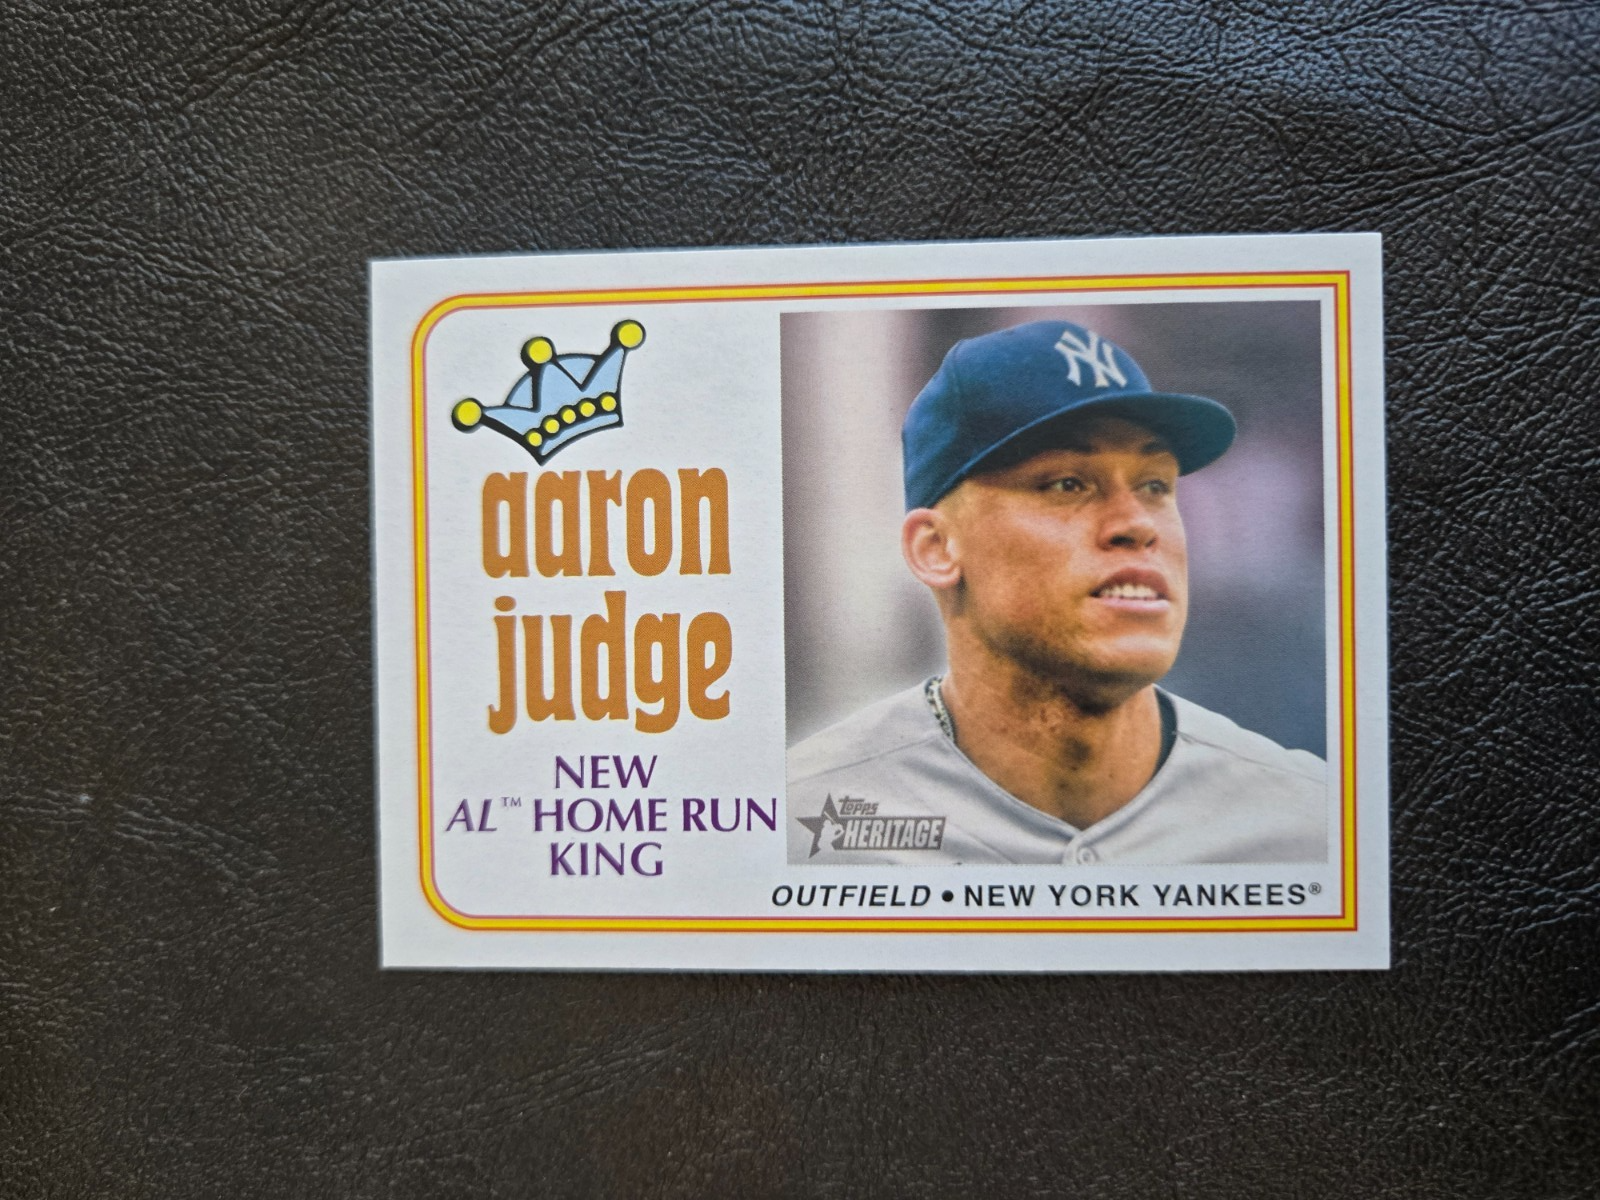 aaron
judge
NEW
AL™ HOME RUN
KING
NY
Topps
HERITAGE
OUTFIELD • NEW YORK YANKEES®